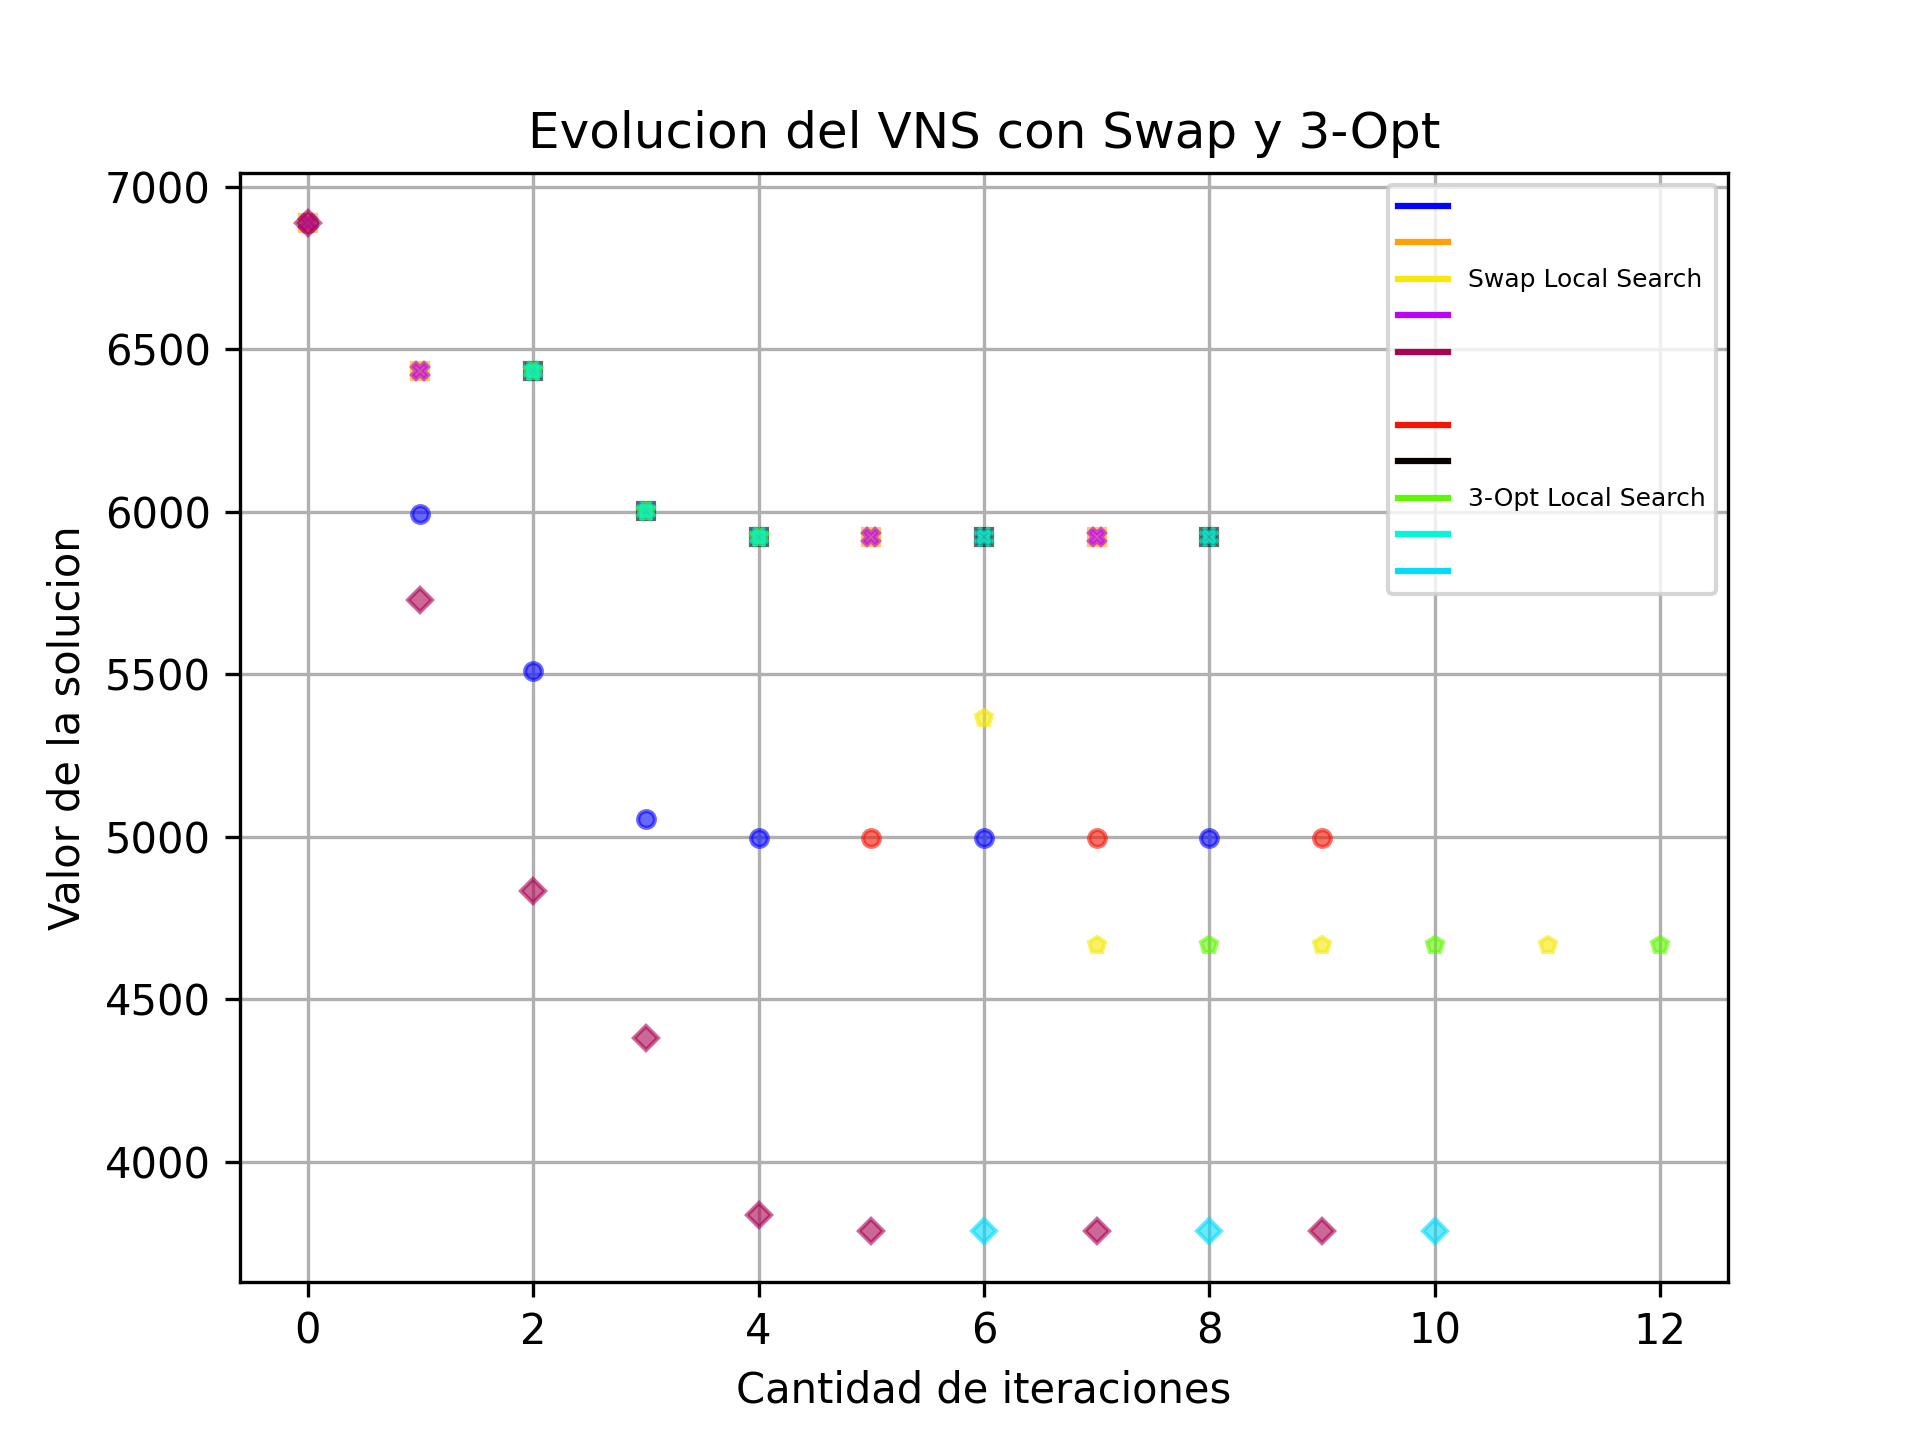 Evolucion del VNS con Swap y 3-Opt
7000
6500
6000
5500
5000
4500
4000
Valor de la solucion
Swap Local Search
3-Opt Local Search
0 2 4 6 8 10 12
Cantidad de iteraciones